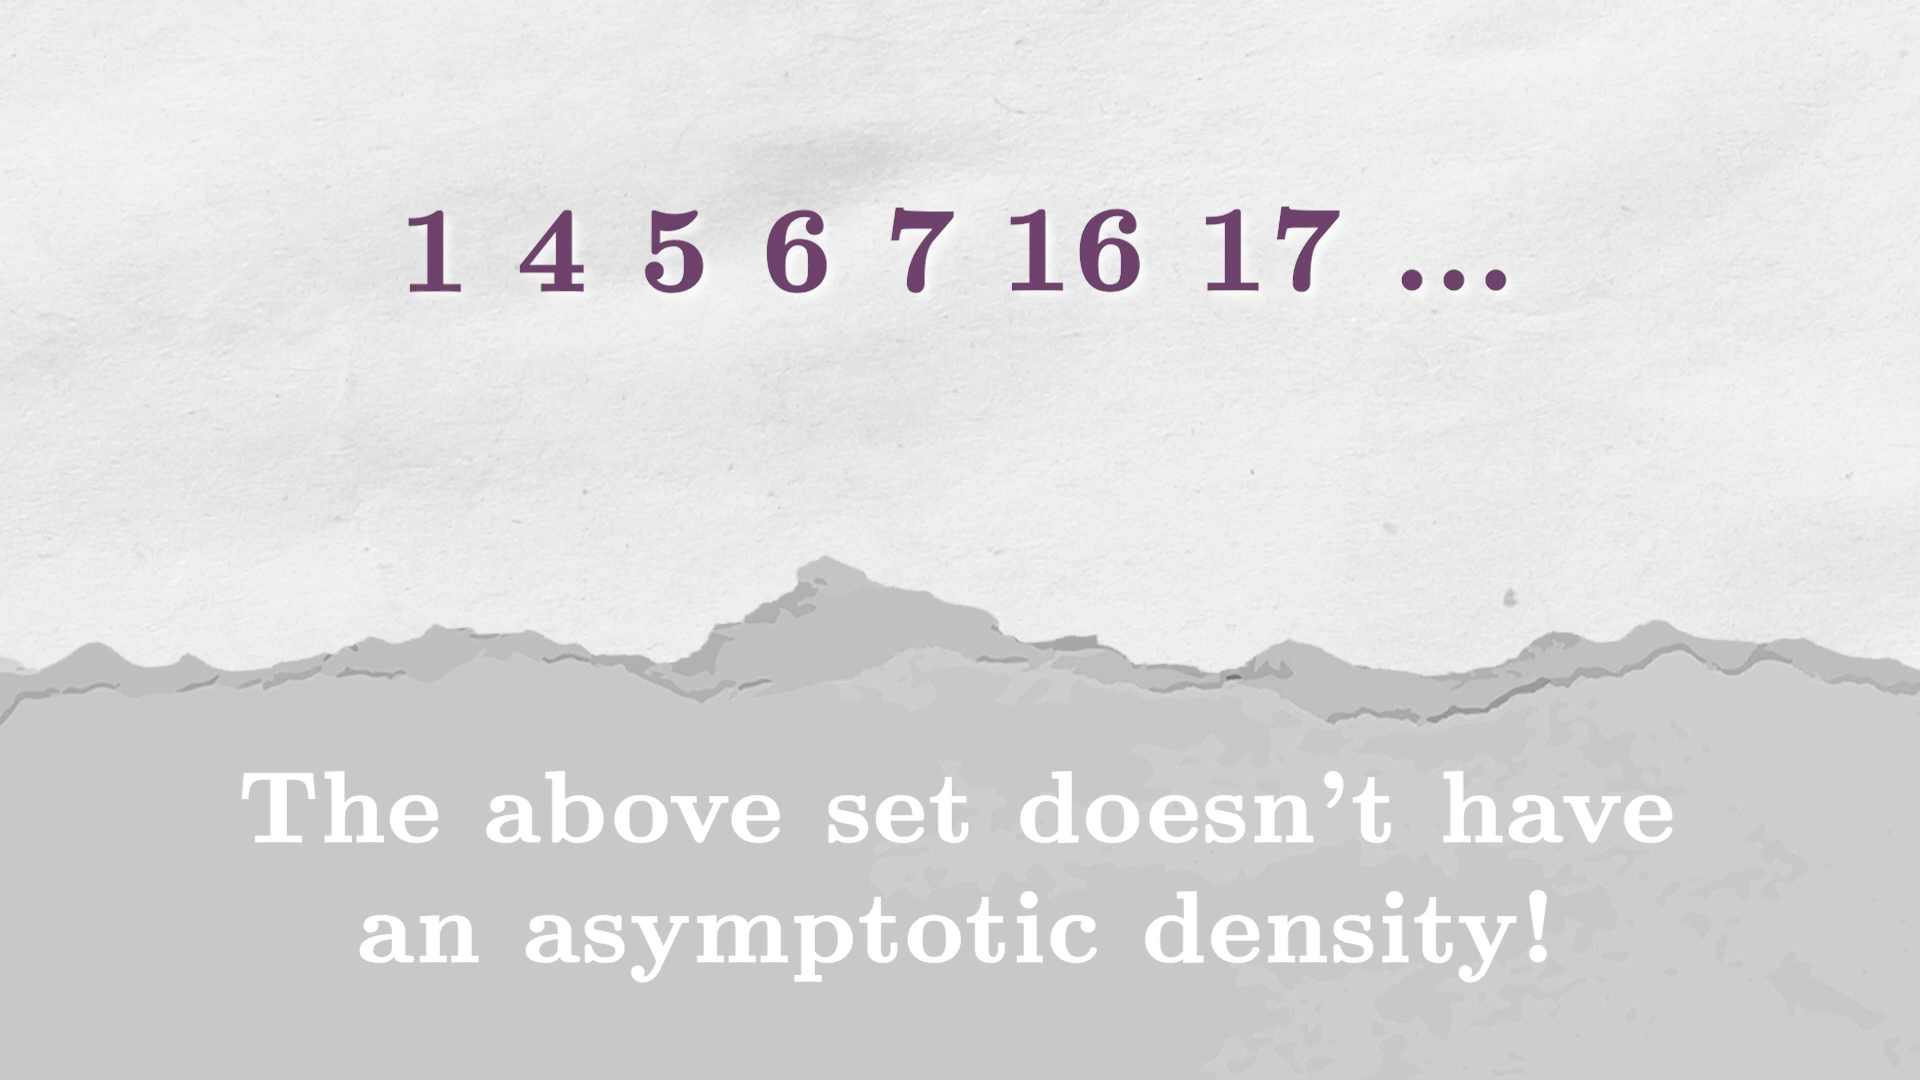 1 4 5 6 7 16 17 ...
The above set doesn’t have
an asymptotic density!